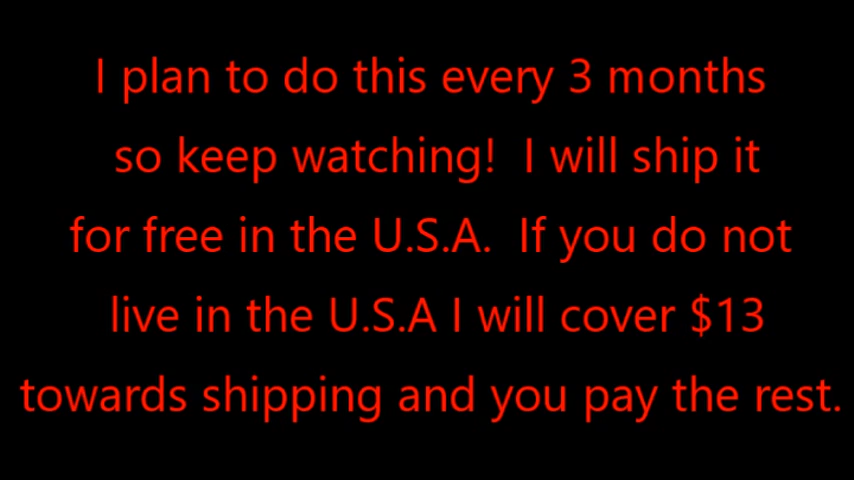 I plan to do this every 3 months
so keep watching!  I will ship it
for free in the U.S.A.  If you do not
live in the U.S.A I will cover $13
towards shipping and you pay the rest.